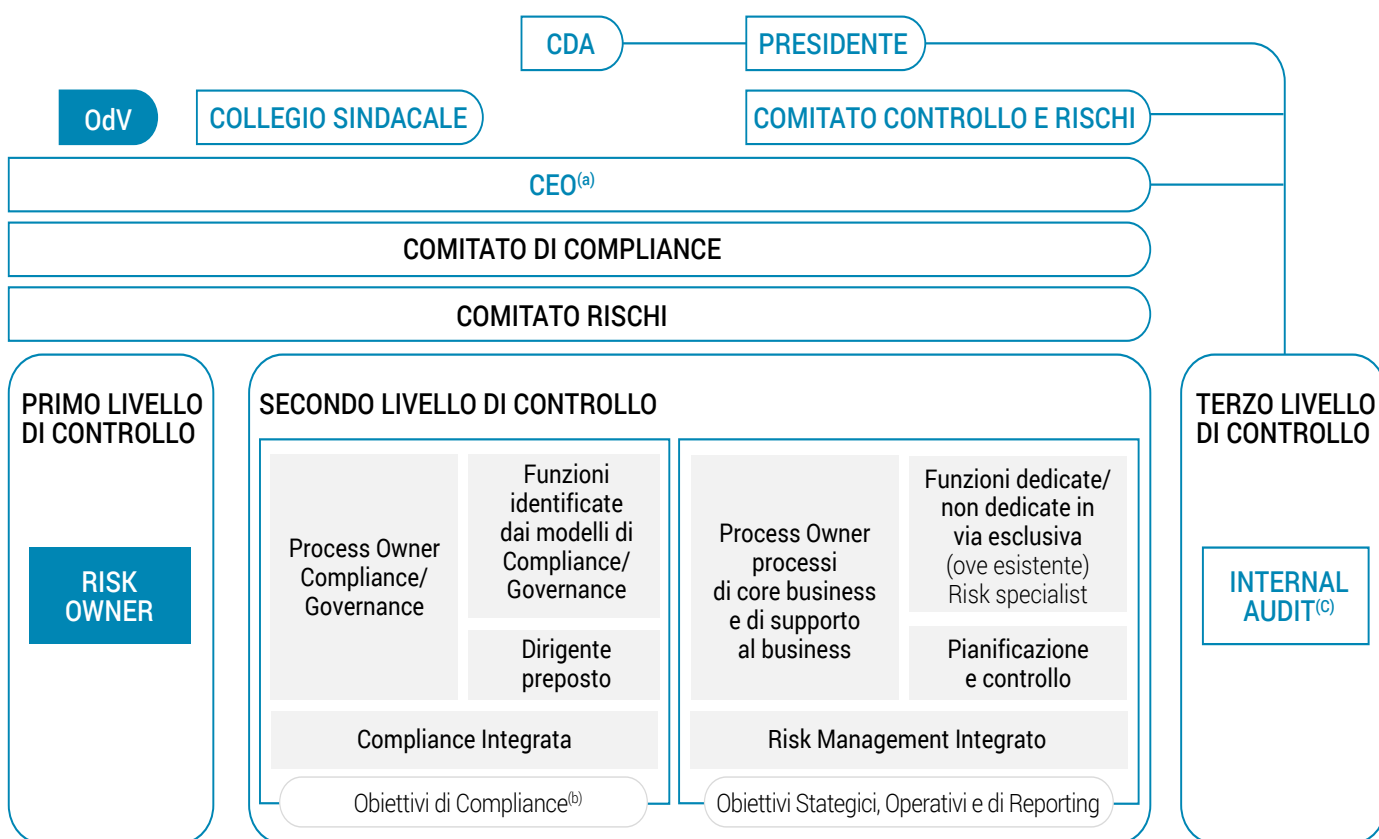 CDA
PRESIDENTE
OdV
COLLEGIO SINDACALE
COMITATO CONTROLLO E RISCHI
CEO(a)
COMITATO DI COMPLIANCE
COMITATO RISCHI
PRIMO LIVELLO
DI CONTROLLO
RISK
OWNER
SECONDO LIVELLO DI CONTROLLO
Process Owner
Compliance/
Governance
Funzioni
identificate
dai modelli di
Compliance/
Governance
Dirigente
preposto
Compliance Integrata
Obiettivi di Compliance(b)
Process Owner
processi
di core business
e di supporto
al business
Funzioni dedicate/
non dedicate in
via esclusiva
(ove esistente)
Risk specialist
Pianificazione
e controllo
Risk Management Integrato
Obiettivi Stategici, Operativi e di Reporting
TERZO LIVELLO
DI CONTROLLO
INTERNAL
AUDIT(C)